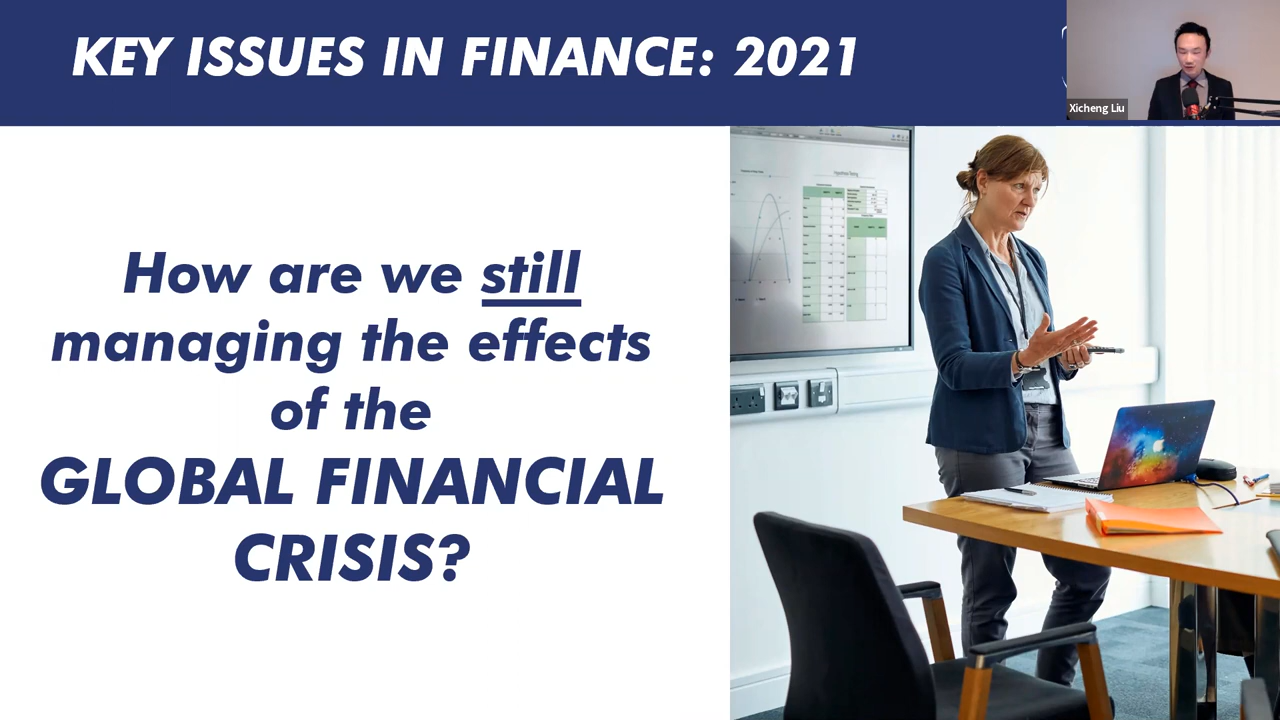 KEY ISSUES IN FINANCE: 2021
Xicheng Liu
How are we still
managing the effects
of the
GLOBAL FINANCIAL
CRISIS?